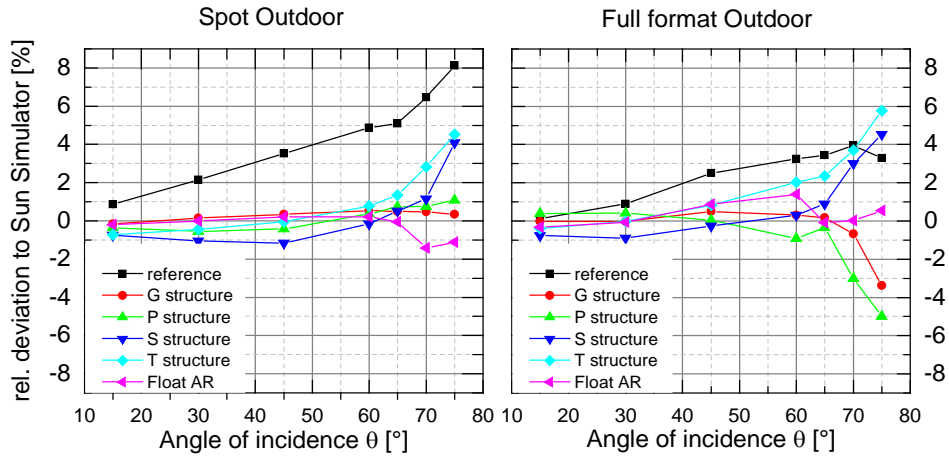 Spot Outdoor
Full format Outdoor
rel. deviation to Sun Simulator [%]
8
6
4
2
0
-2
-4
-6
-8
reference
G structure
P structure
S structure
T structure
Float AR
10 20 30 40 50 60 70 80
Angle of incidence θ [°]
reference
G structure
P structure
S structure
T structure
Float AR
8
6
4
2
0
-2
-4
-6
-8
10 20 30 40 50 60 70 80
Angle of incidence θ [°]